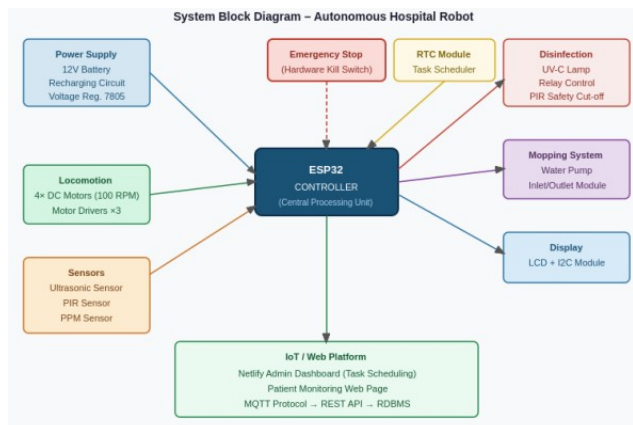 System Block Diagram – Autonomous Hospital Robot
Power Supply
12V Battery
Recharging Circuit
Voltage Reg. 7805
Emergency Stop
(Hardware Kill Switch)
RTC Module
Task Scheduler
Disinfection
UV-C Lamp
Relay Control
PIR Safety Cut-off
Locomotion
4× DC Motors (100 RPM)
Motor Drivers ×3
ESP32
CONTROLLER
(Central Processing Unit)
Mopping System
Water Pump
Inlet/Outlet Module
Sensors
Ultrasonic Sensor
PIR Sensor
PPM Sensor
Display
LCD + I2C Module
IoT / Web Platform
Netlify Admin Dashboard (Task Scheduling)
Patient Monitoring Web Page
MQTT Protocol → REST API → RDBMS